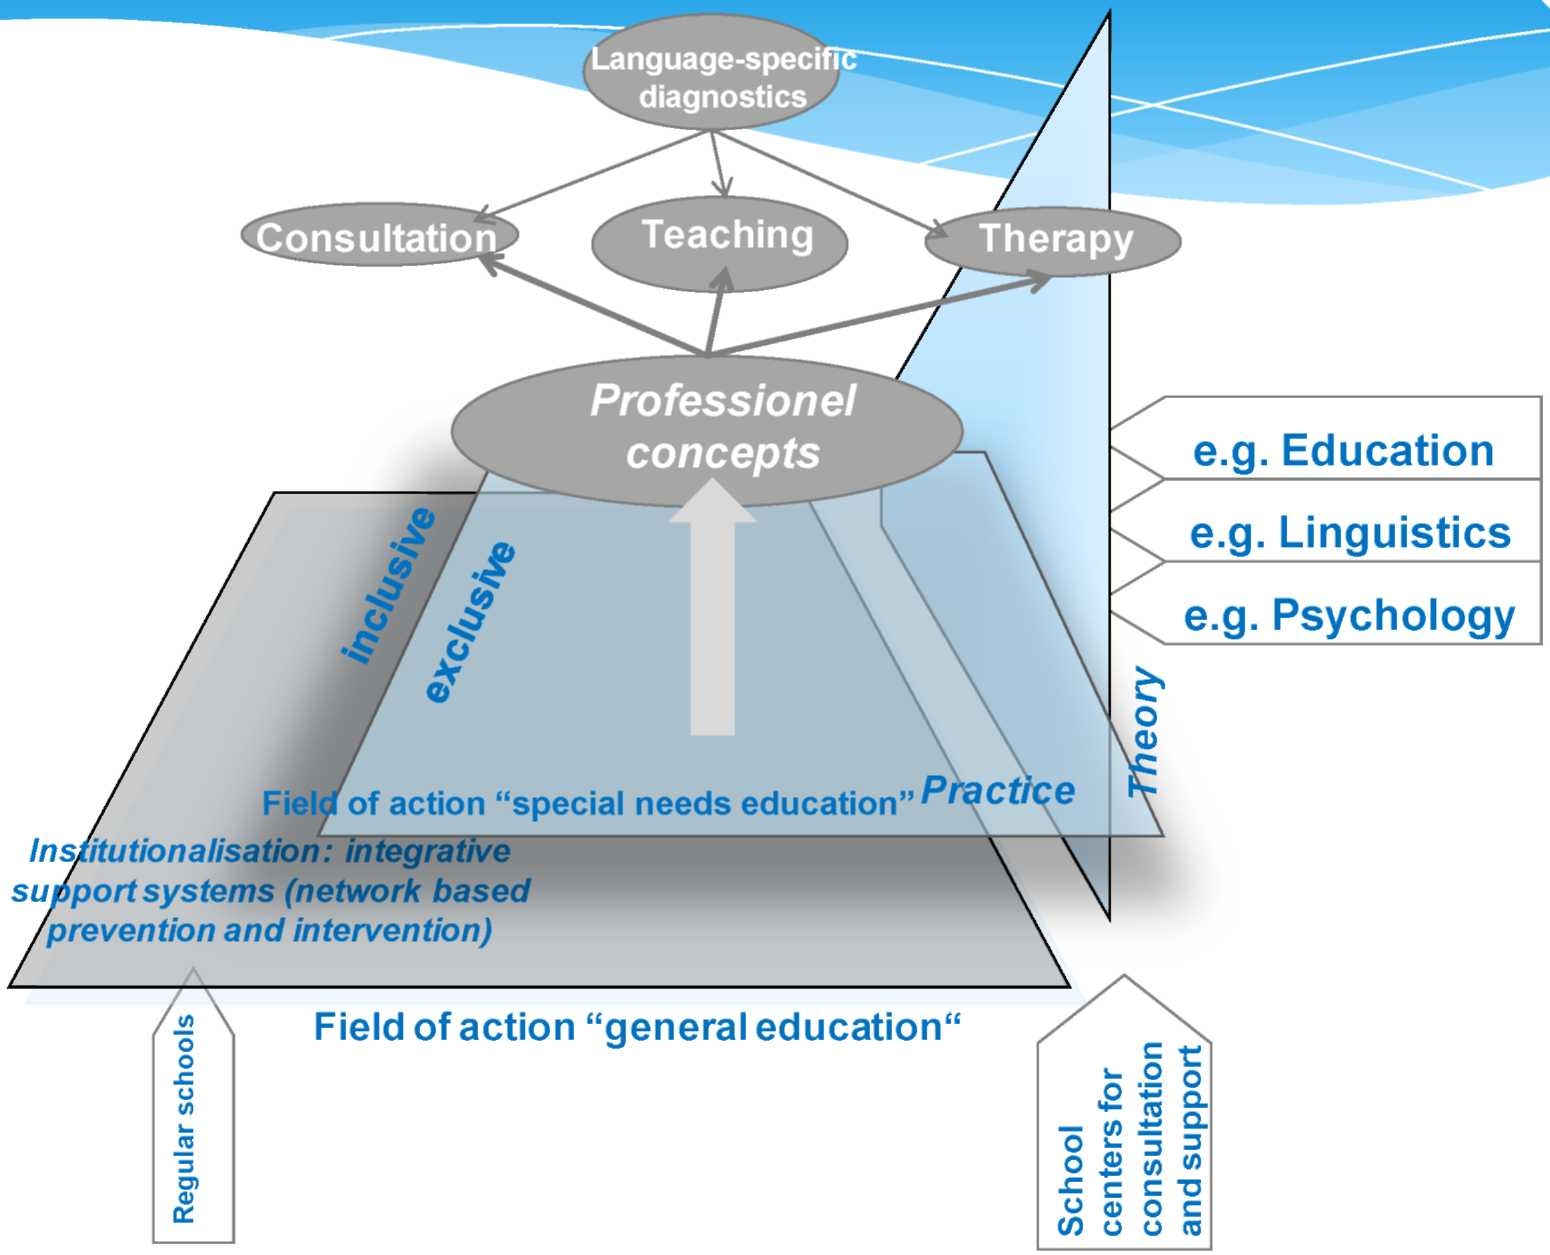 Language-specific
diagnostics
Consultation
Teaching
Therapy
Professionel
concepts
e.g. Education
e.g. Linguistics
e.g. Psychology
inclusive
exclusive
Theory
Practice
Field of action “special needs education”
Institutionalisation: integrative
support systems (network based
prevention and intervention)
Field of action “general education“
Regular schools
School
centers for
consultation
and support